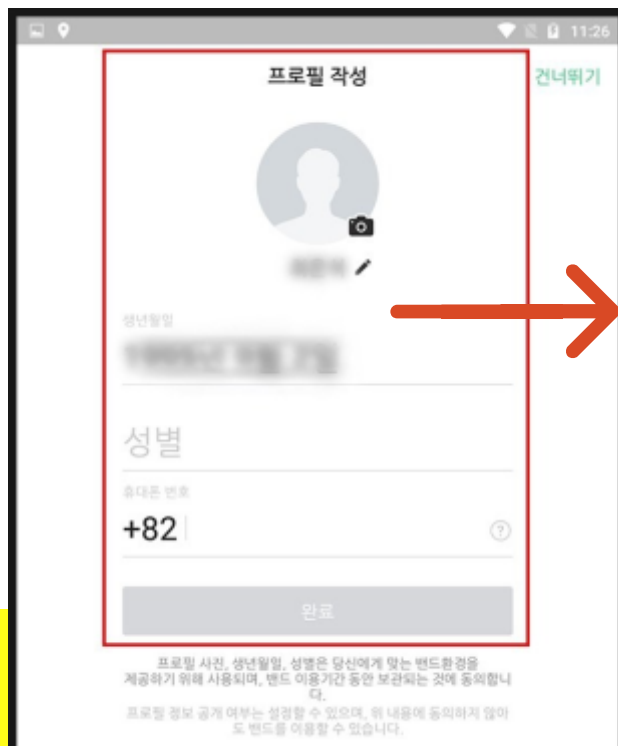 11:26
프로필 작성
건너뛰기
생년월일
성별
휴대폰 번호
+82
?
완료
프로필 사진, 생년월일, 성별은 당신에게 맞는 밴드환경을
제공하기 위해 사용되며, 밴드 이용기간 동안 보관되는 것에 동의합니
다.
프로필 정보 공개 여부는 설정할 수 있으며, 위 내용에 동의하지 않아
도 밴드를 이용할 수 있습니다.